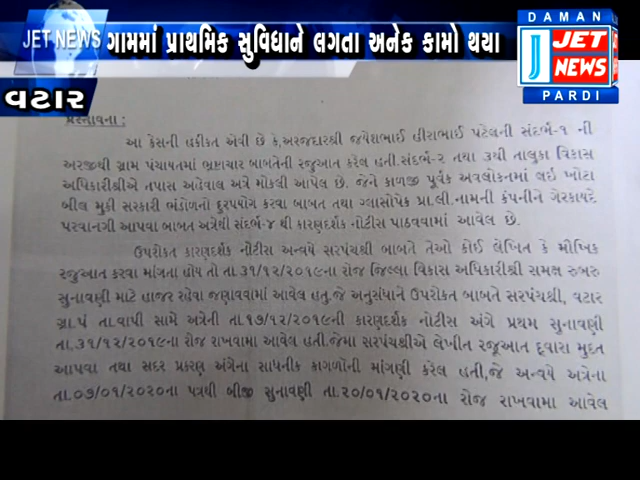 JET NEWS ગામમાં પ્રાથમિક સુવિધાને લગતા અનેક કામો થયા
DAMAN
JET
NEWS
PARDI
વટાર
પ્રસ્તાવના :
આ કેસની હકીકત એવી છે કે,અરજદારશ્રી જયેશભાઈ હીરાભાઈ પટેલની સંદર્ભ-૧ ની
અરજીથી ગ્રામ પંચાયતમાં ભ્રષ્ટાચાર બાબતેની રજુઆત કરેલ હતી.સંદર્ભ-ર તથા ૩થી તાલુકા વિકાસ
અધિકારીશ્રીએ તપાસ અહેવાલ અત્રે મોકલી આપેલ છે. જેને કાળજી પૂર્વક અવલોકનમાં લઇ ખોટા
બીલ મુકી સરકારી ભંડોળનો દુરપયોગ કરવા બાબત તથા ગ્લાસોપેક પ્રા.લી.નામની કંપનીને ગેરકાયદે
પરવાનગી આપવા બાબત અત્રેથી સંદર્ભ-૪ થી કારણદર્શક નોટીસ પાઠવવામાં આવેલ છે.
ઉપરોકત કારણદર્શક નોટીસ અન્વયે સરપંચશ્રી બાબતે તેઓ કોઈ લેખિત કે મૌખિક
રજુઆત કરવા માંગતા હોય તો તા ૩૧/૧૨/૨૦૧૯ના રોજ જિલ્લા વિકાસ અધિકારીશ્રી સમક્ષ રુબરુ
સુનાવણી માટે હાજર રહેવા જણાવવામાં આવેલ હતુ.જે અનુસંધાને ઉપરોકત બાબતે સરપંચશ્રી, વટાર
ગ્રા.પં તા.વાપી સામે અત્રેની તા.૧૭/૧૨/૨૦૧૯ની કારણદર્શક નોટીસ અંગે પ્રથમ સુનાવણી
તા.૩૧/૧૨/૨૦૧૯ના રોજ રાખવામા આવેલ હતી.જેમા સરપંચશ્રીએ લેખીત રજૂઆત દ્વારા મુદત
આપવા તથા સદર પ્રકરણ અંગેના સાધનીક કાગળોની માંગણી કરેલ હતી,જે અન્વયે અત્રેના
તા.૦૭/૦૧/૨૦૨૦ના પત્રથી બીજી સુનાવણી તા.૨૦/૦૧/૨૦૨૦ના રોજ રાખવામા આવેલ